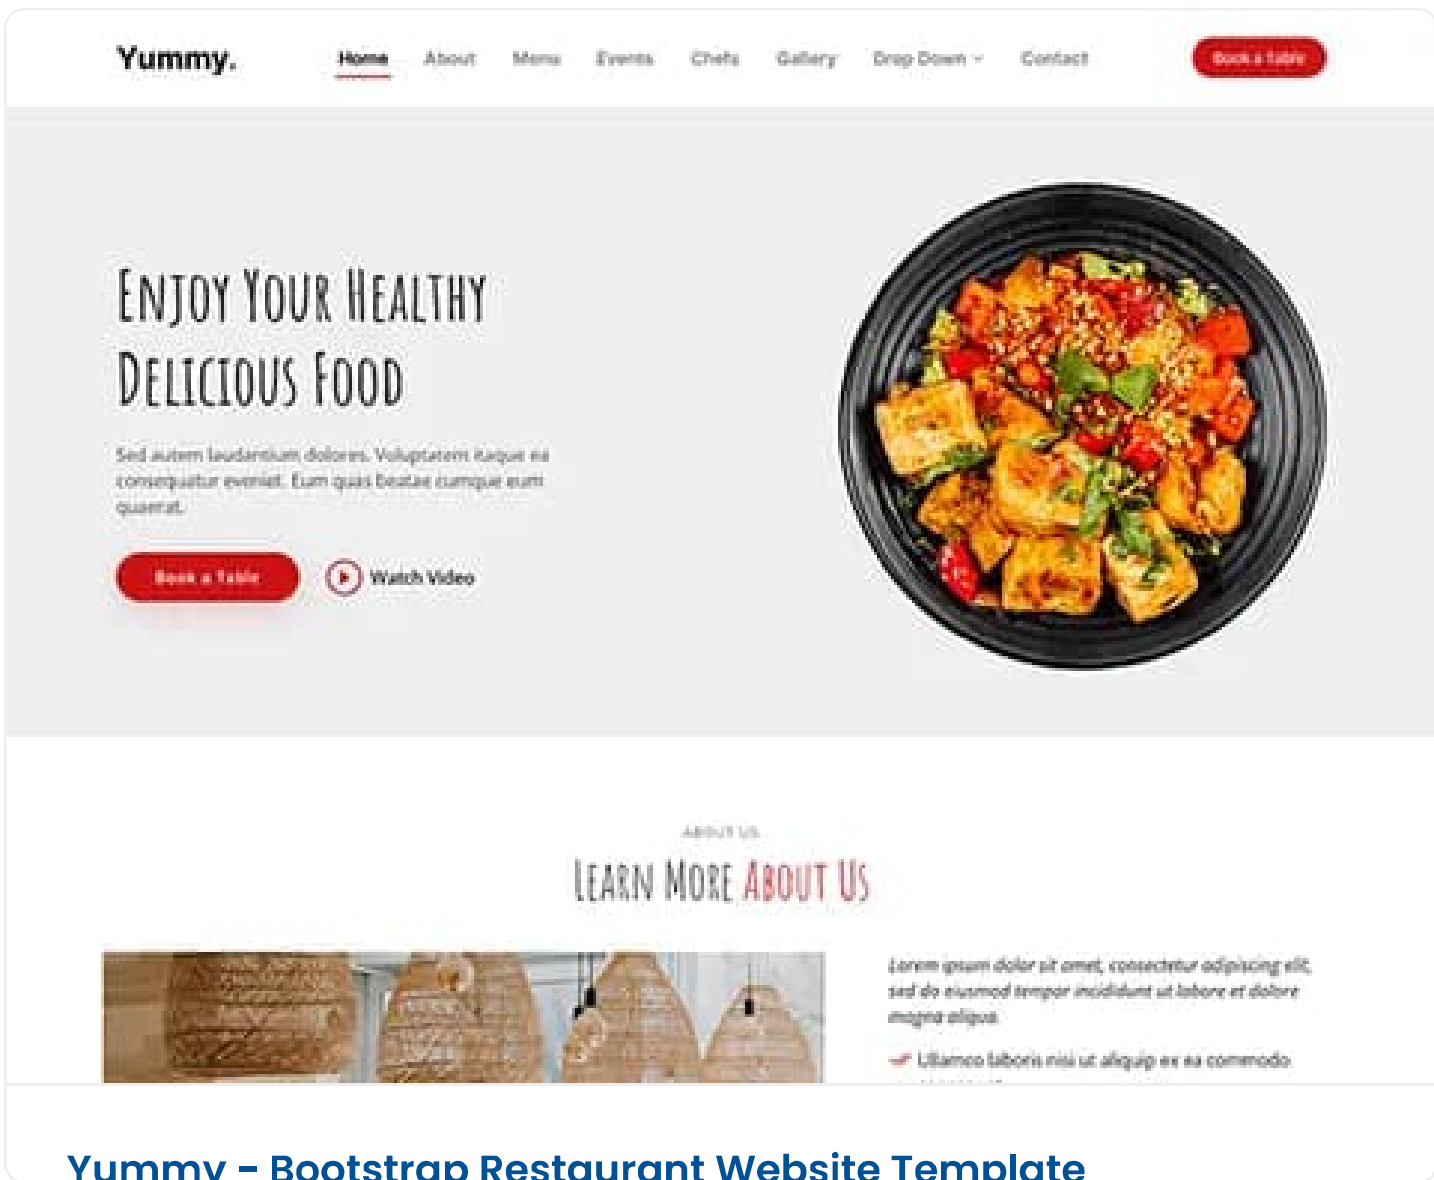 Yummy.
Home About Menu Events Chefs Gallery Drop Down Contact
Book a Table
Enjoy Your Healthy
Delicious Food
Sed autem laudantium dolores. Voluptatem itaque ea
consequatur eveniet. Eum quas beatae cumque eum
quaerat.
Book a Table
Watch Video
ABOUT US
Learn More About Us
Lorem ipsum dolor sit amet, consectetur adipiscing elit,
sed do eiusmod tempor incididunt ut labore et dolore
magna aliqua.
Ullamco laboris nisi ut aliquip ex ea commodo
Yummy - Bootstrap Restaurant Website Template